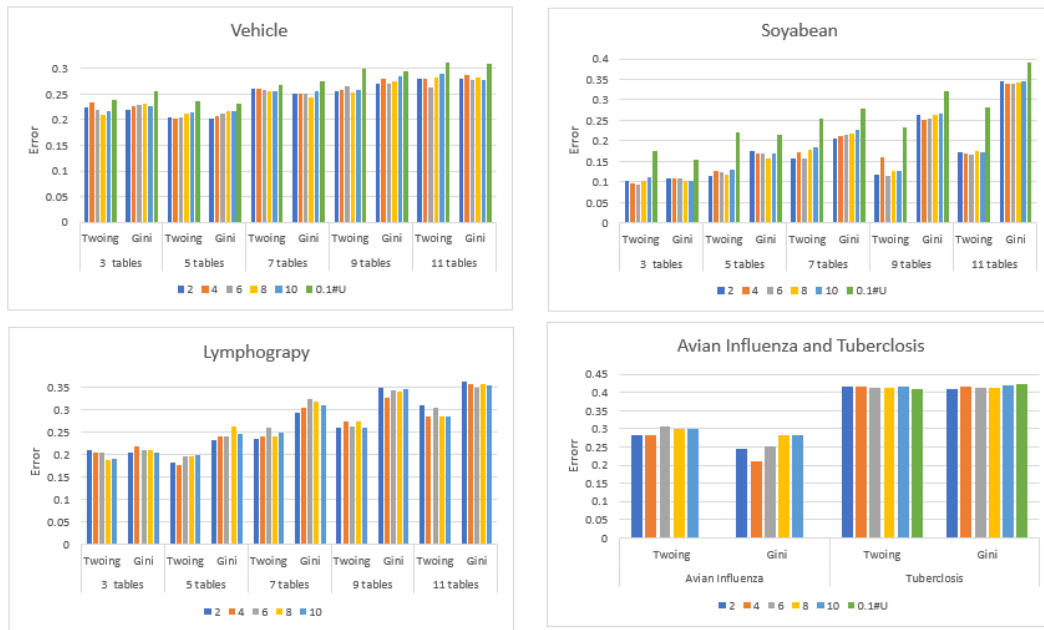 Vehicle
0.3
0.25
0.2
0.15
0.1
0.05
0
Error
Twoing Gini Twoing Gini Twoing Gini Twoing Gini Twoing Gini
3 tables 5 tables 7 tables 9 tables 11 tables
2 4 6 8 10 0.1#U
Soyabean
0.4
0.35
0.3
0.25
0.2
0.15
0.1
0.05
0
Error
Twoing Gini Twoing Gini Twoing Gini Twoing Gini Twoing Gini
3 tables 5 tables 7 tables 9 tables 11 tables
2 4 6 8 10 0.1#U
Lymphograpy
0.35
0.3
0.25
0.2
0.15
0.1
0.05
0
Error
Twoing Gini Twoing Gini Twoing Gini Twoing Gini Twoing Gini
3 tables 5 tables 7 tables 9 tables 11 tables
2 4 6 8 10
Avian Influenza and Tuberclosis
0.45
0.4
0.35
0.3
0.25
0.2
0.15
0.1
0.05
0
Errorr
Twoing Gini Twoing Gini
Avian Influenza Tuberclosis
2 4 6 8 10 0.1#U